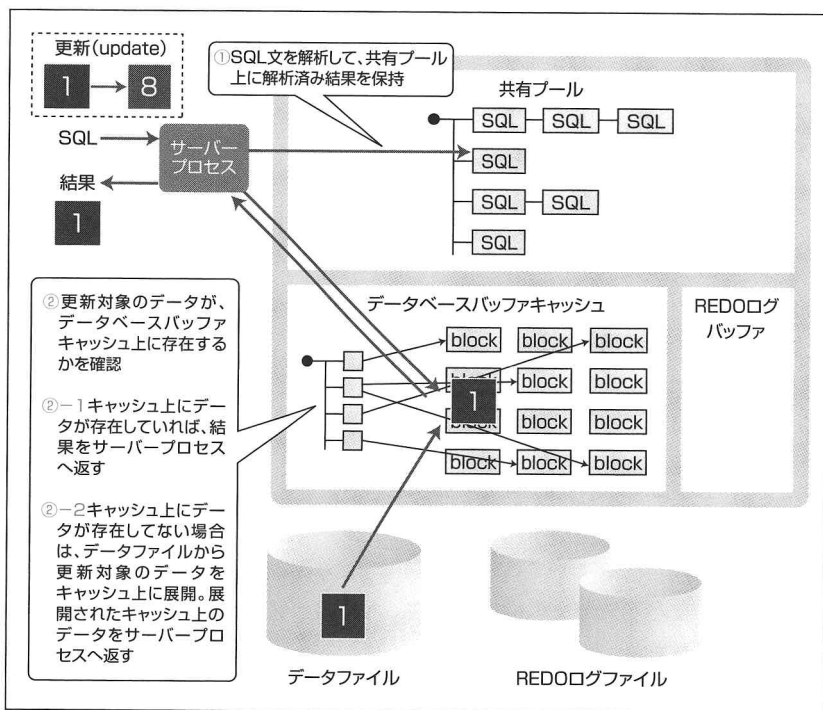 更新(update)
1
8
SQL
サーバー
プロセス
結果
1
①SQL文を解析して、共有プール
上に解析済み結果を保持
共有プール
SQL
SQL
SQL
SQL
SQL
SQL
SQL
②更新対象のデータが、
データベースバッファ
キャッシュ上に存在する
かを確認
②−1キャッシュ上にデー
タが存在していれば、結
果をサーバープロセス
へ返す
②−2キャッシュ上にデー
タが存在してない場合
は、データファイルから
更新対象のデータを
キャッシュ上に展開。展
開されたキャッシュ上の
データをサーバープロ
セスへ返す
データベースバッファキャッシュ
block
block
block
block
block
block
1
block
block
block
block
block
block
REDOログ
バッファ
1
データファイル
REDOログファイル